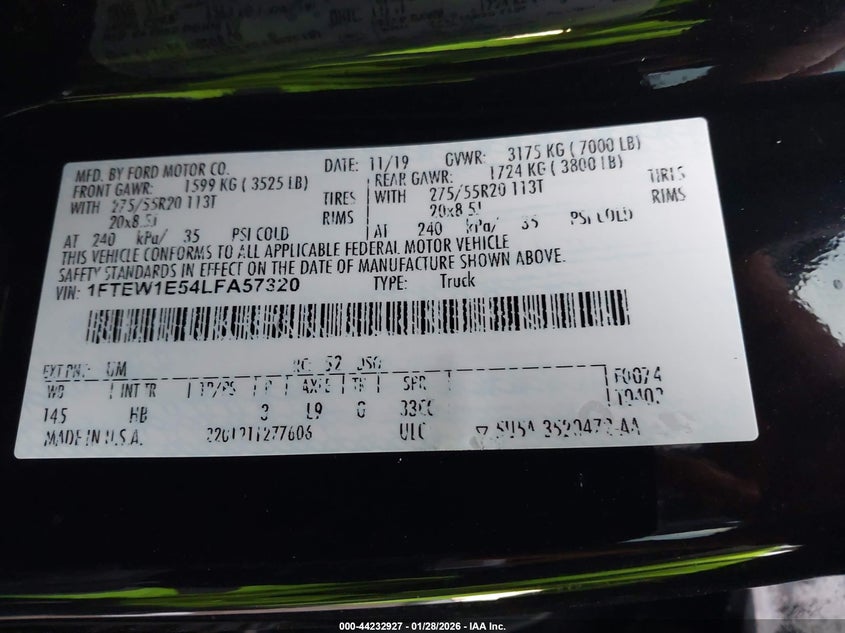 MFD. BY FORD MOTOR CO. DATE: 11/19 GVWR: 3175 KG ( 7000 LB)
FRONT GAWR: 1599 KG ( 3525 LB) REAR GAWR: 1724 KG ( 3800 LB)
WITH 275/55R20 113T TIRES WITH 275/55R20 113T TIRES
20x8.5J RIMS 20x8.5J RIMS
AT 240 kPa/ 35 PSI COLD AT 240 kPa/ 35 PSI COLD
THIS VEHICLE CONFORMS TO ALL APPLICABLE FEDERAL MOTOR VEHICLE
SAFETY STANDARDS IN EFFECT ON THE DATE OF MANUFACTURE SHOWN ABOVE.
VIN: 1FTEW1E54LFA57320 TYPE: Truck
EXT PNT: UM RC: 52 DSO:
WB INT TR TP/PS R AXLE TR SPR
145 HB 3 L9
MADE IN U.S.A. ULC
000-44232927 - 01/28/2026 - IAA Inc.